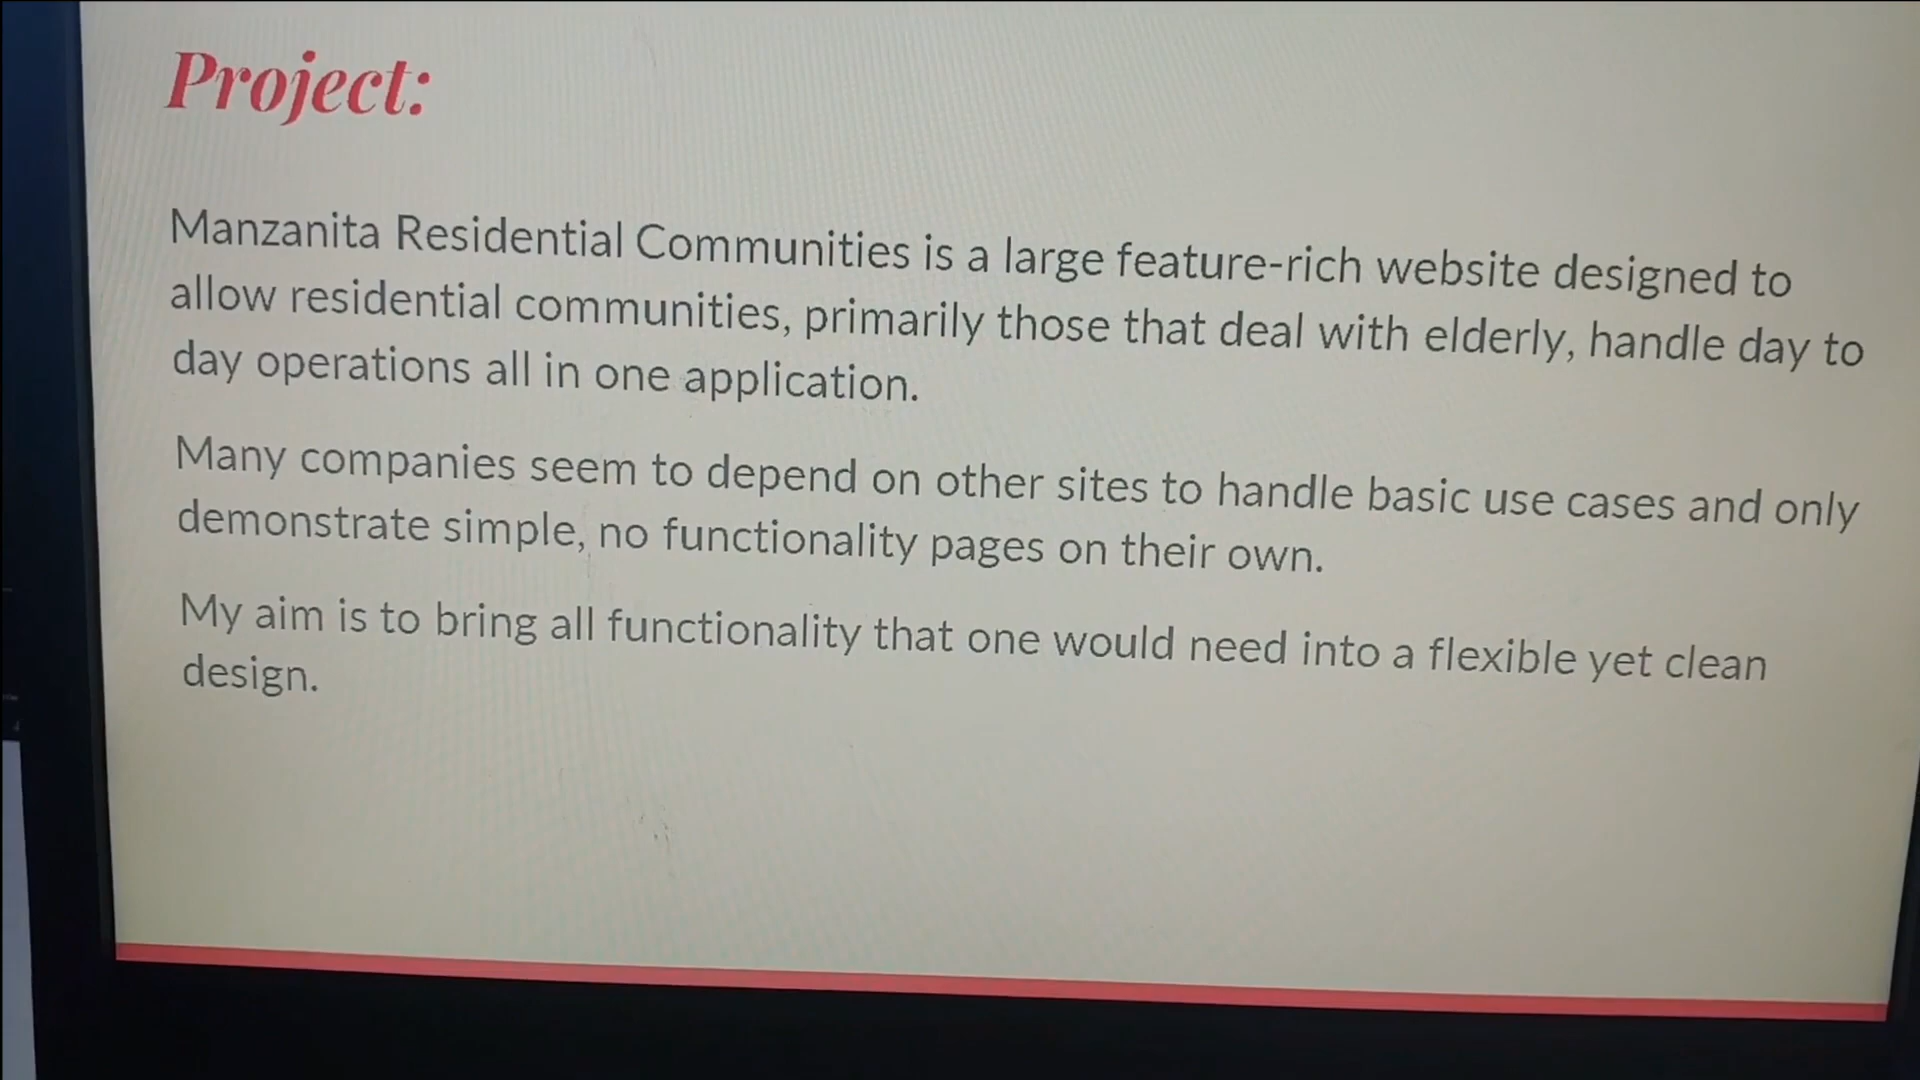 Project:
Manzanita Residential Communities is a large feature-rich website designed to
allow residential communities, primarily those that deal with elderly, handle day to
day operations all in one application.
Many companies seem to depend on other sites to handle basic use cases and only
demonstrate simple, no functionality pages on their own.
My aim is to bring all functionality that one would need into a flexible yet clean
design.